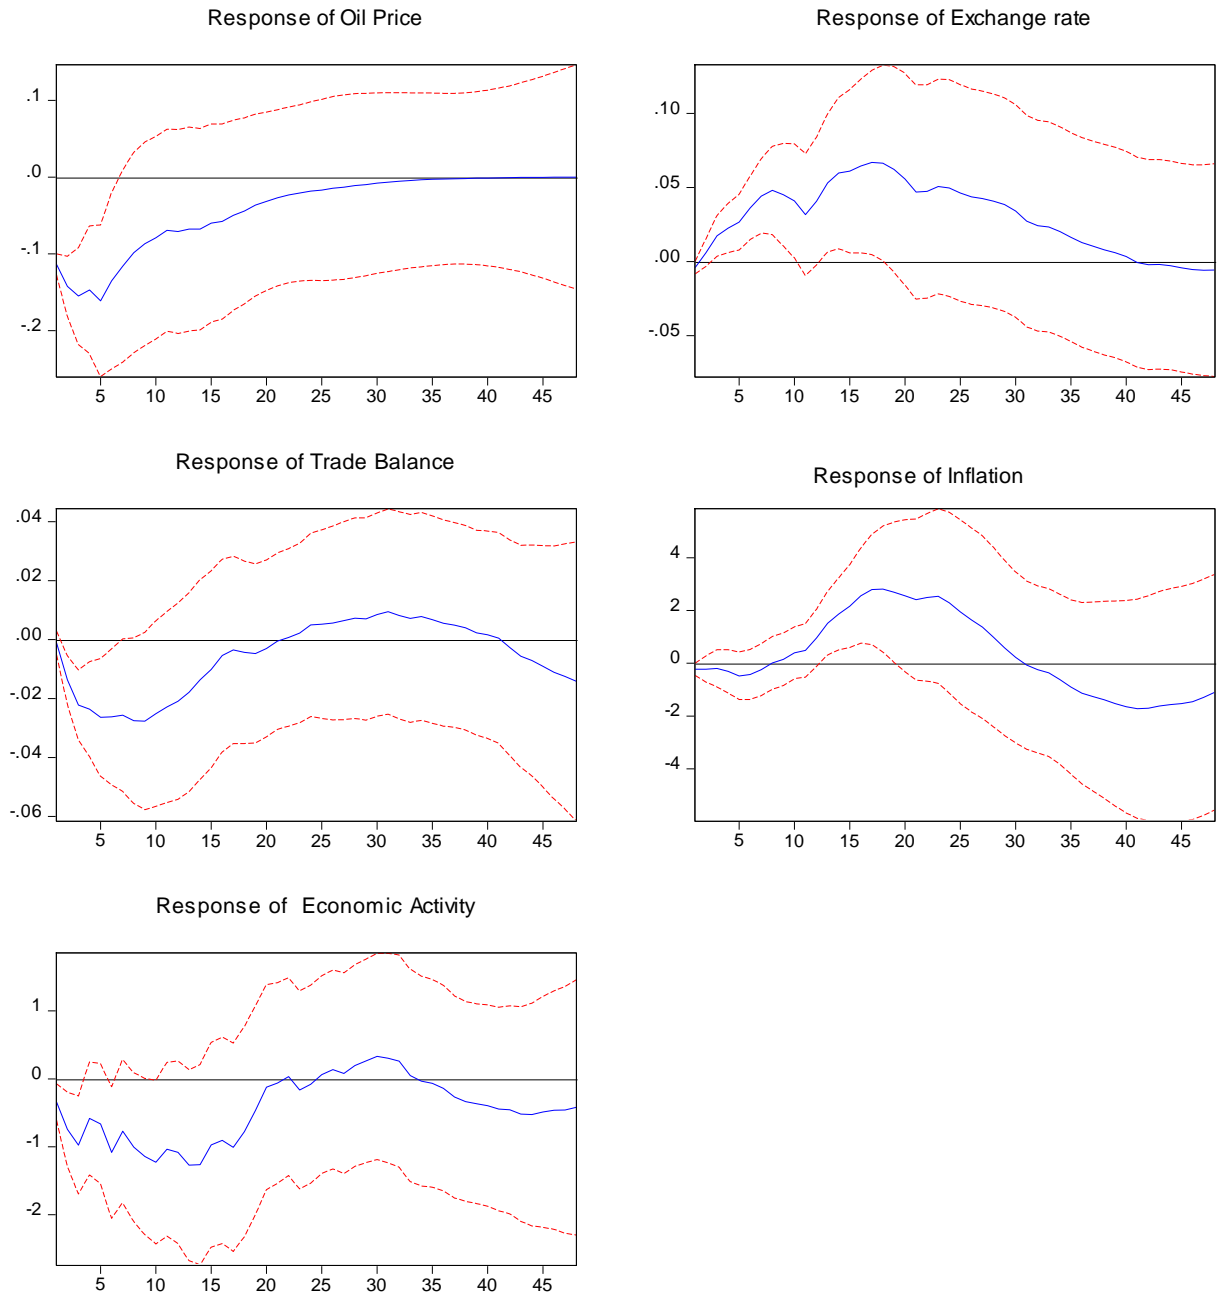 Response of Oil Price
.1
.0
-.1
-.2
5 10 15 20 25 30 35 40 45
Response of Exchange rate
.10
.05
.00
-.05
5 10 15 20 25 30 35 40 45
Response of Trade Balance
.04
.02
.00
-.02
-.04
-.06
5 10 15 20 25 30 35 40 45
Response of Inflation
4
2
0
-2
-4
5 10 15 20 25 30 35 40 45
Response of Economic Activity
1
0
-1
-2
5 10 15 20 25 30 35 40 45